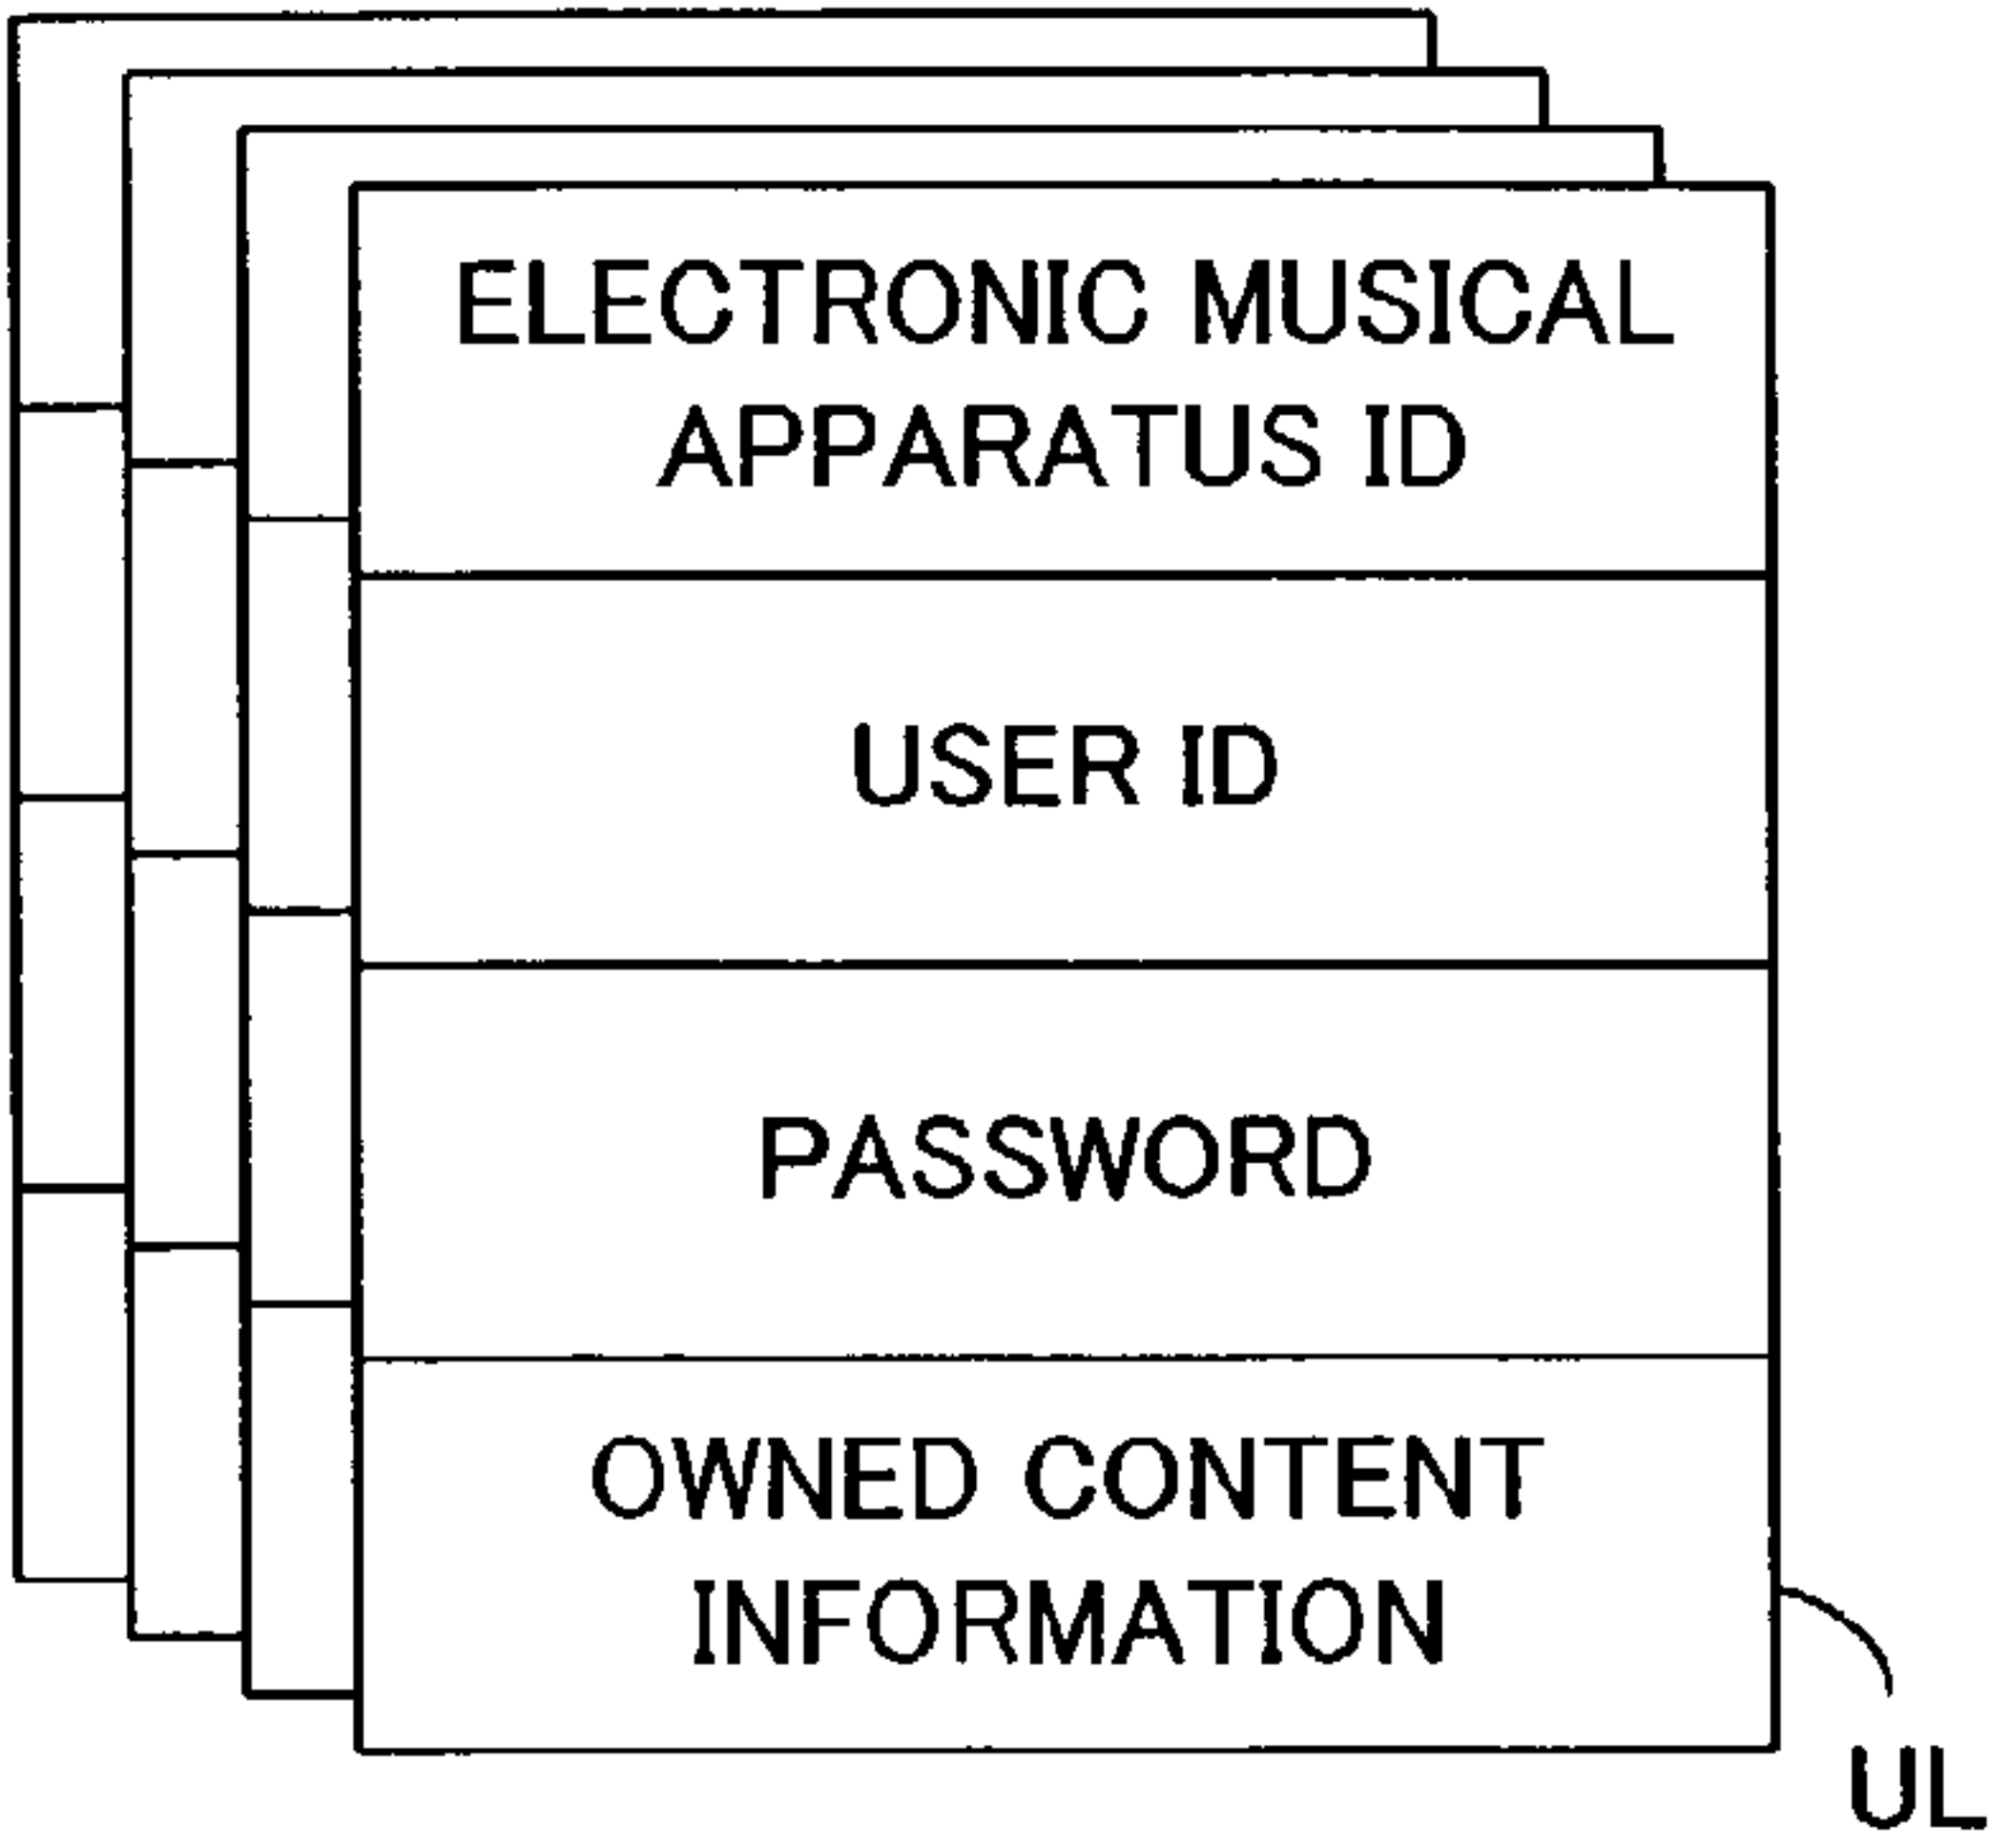 ELECTRONIC MUSICAL
APPARATUS ID
USER ID
PASSWORD
OWNED CONTENT
INFORMATION
UL